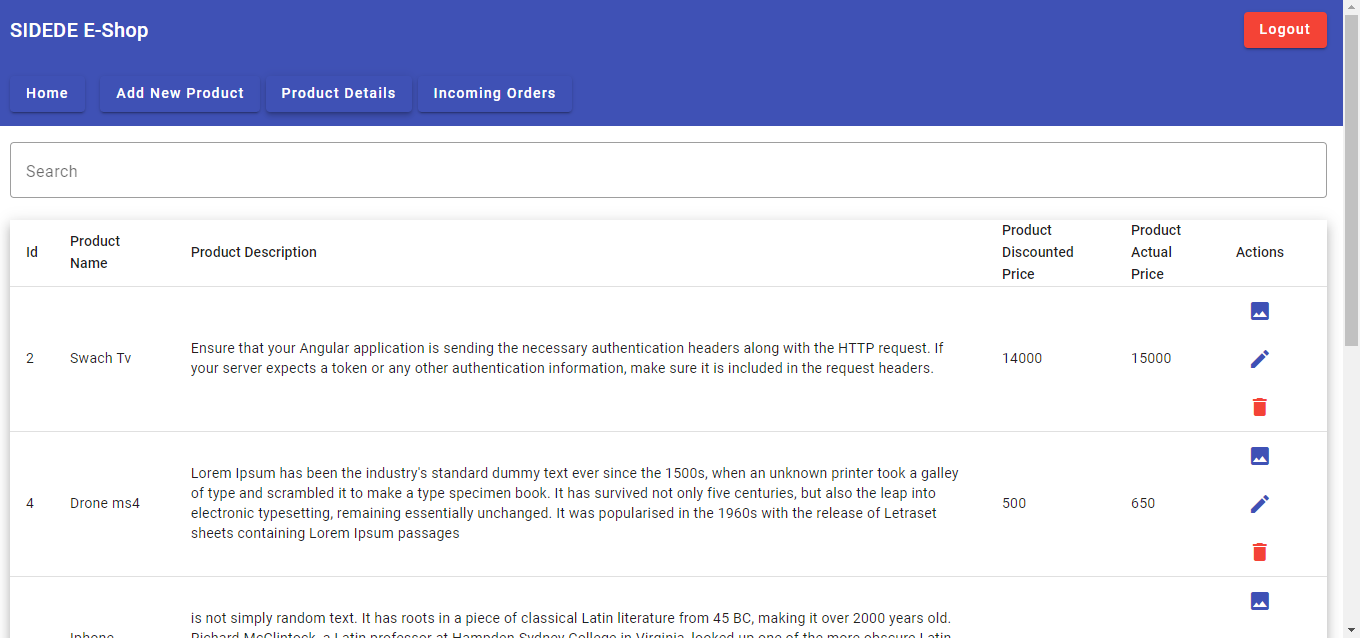 SIDEDE E-Shop
Logout
Home
Add New Product
Product Details
Incoming Orders
Search
Id
Product
Name
Product Description
Product
Discounted
Price
Product
Actual
Price
Actions
2
Swach Tv
Ensure that your Angular application is sending the necessary authentication headers along with the HTTP request. If
your server expects a token or any other authentication information, make sure it is included in the request headers.
14000
15000
4
Drone ms4
Lorem Ipsum has been the industry's standard dummy text ever since the 1500s, when an unknown printer took a galley
of type and scrambled it to make a type specimen book. It has survived not only five centuries, but also the leap into
electronic typesetting, remaining essentially unchanged. It was popularised in the 1960s with the release of Letraset
sheets containing Lorem Ipsum passages
500
650
Iphone
is not simply random text. It has roots in a piece of classical Latin literature from 45 BC, making it over 2000 years old.
Richard McClintock, a Latin professor at Hampden-Sydney College in Virginia, looked up one of the more obscure Latin